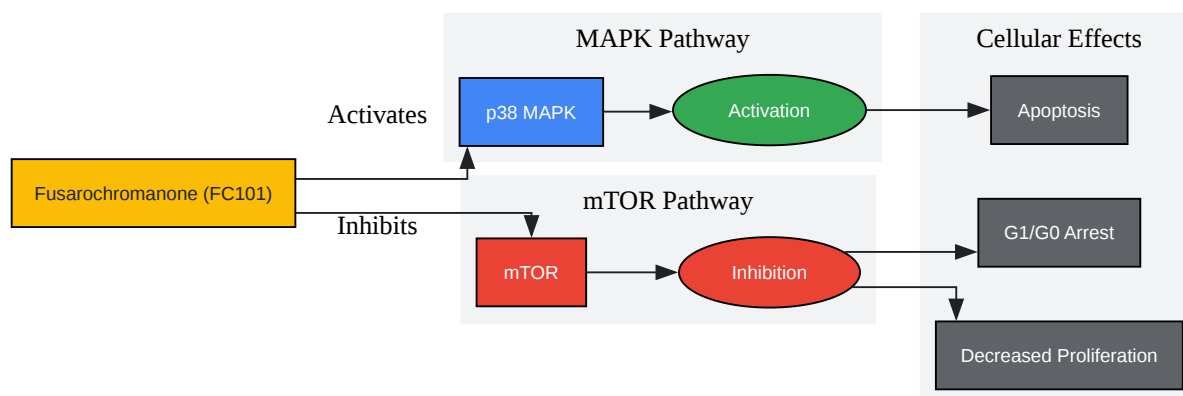 MAPK Pathway
Cellular Effects
Activates
p38 MAPK
Activation
Apoptosis
Fusarochromanone (FC101)
mTOR Pathway
Inhibits
G1/G0 Arrest
mTOR
Inhibition
Decreased Proliferation